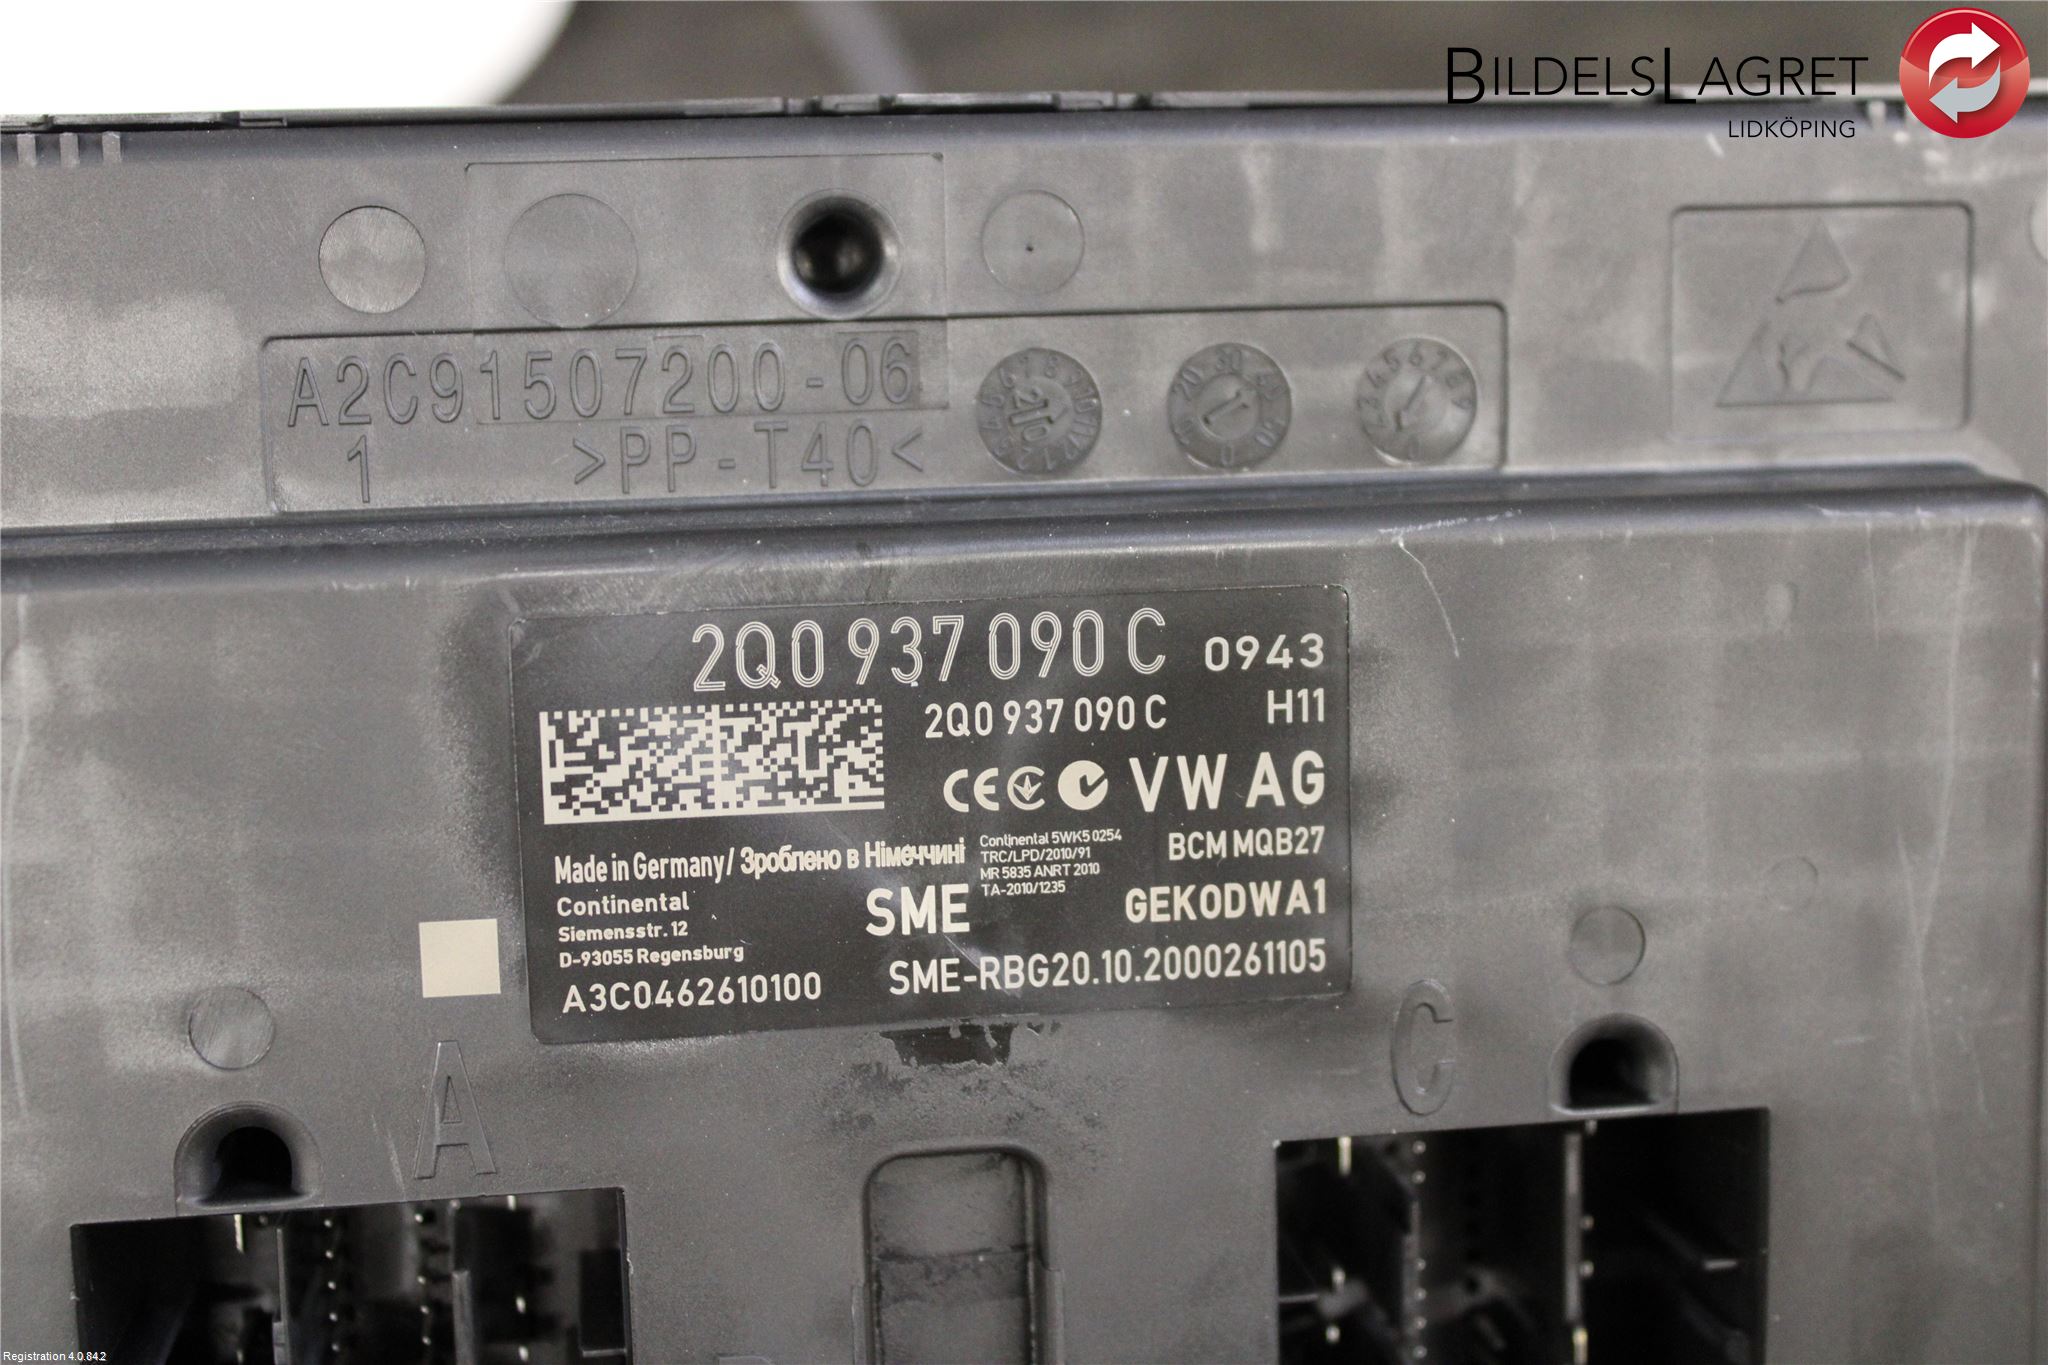 BILDELSLAGRET
LIDKÖPING
A2C91507200-06
1 >PP-T40<
2Q0 937 090 C 0943
2Q0 937 090 C H11
CE VW AG
Made in Germany/ Зроблено в Німеччині
Continental 5WK5 0254
TRC/LPD/2010/91
MR 5835 ANRT 2010
TA-2010/1235
BCM MQB27
Continental
Siemensstr. 12
D-93055 Regensburg
SME
GEK0DWA1
A3C0462610100
SME-RBG20.10.2000261105
A
C
Registration 4.0.84.2